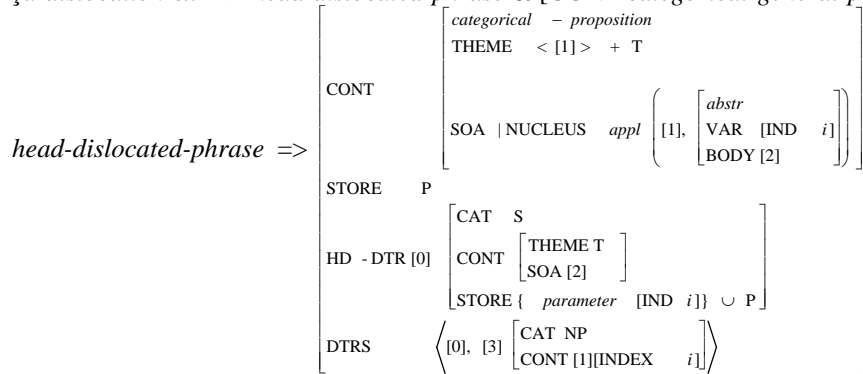 categorical – proposition
THEME < [1] > + T
CONT
SOA | NUCLEUS appl ([1], [abstr
VAR [IND i]
BODY [2]])
head-dislocated-phrase =>
STORE P
CAT S
HD - DTR [0] CONT [THEME T
SOA [2]]
STORE { parameter [IND i]} ∪ P
DTRS ⟨[0], [3] [CAT NP
CONT [1][INDEX i]]⟩